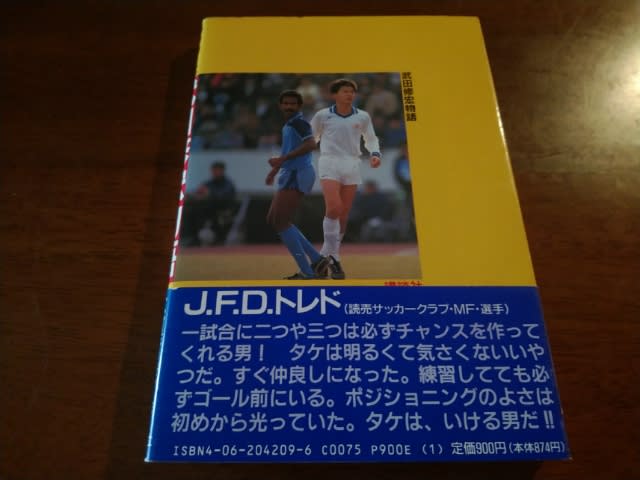 武田修宏物語
講談社
J.F.D.トレド(読売サッカークラブ・MF・選手)
一試合に二つや三つは必ずチャンスを作って
くれる男! タケは明るくて気さくないいや
つだ。すぐ仲良しになった。練習してても必
ずゴール前にいる。ポジショニングのよさは
初めから光っていた。タケは、いける男だ!!
ISBN4-06-204209-6 C0075 P900E (1) 定価900円(本体874円)